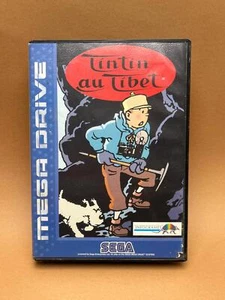 Tintin
au Tibet
MEGA DRIVE
SEGA